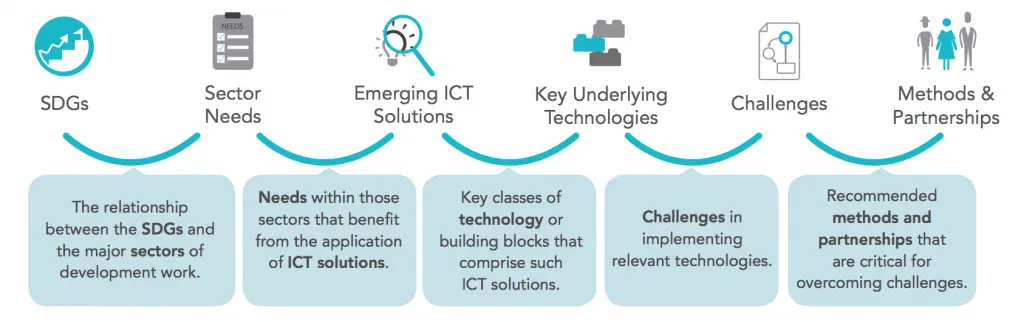 NEEDS
SDGs
Sector
Needs
Emerging ICT
Solutions
Key Underlying
Technologies
Challenges
Methods &
Partnerships
The relationship
between the SDGs and
the major sectors of
development work.
Needs within those
sectors that benefit
from the application
of ICT solutions.
Key classes of
technology or
building blocks that
comprise such
ICT solutions.
Challenges in
implementing
relevant technologies.
Recommended
methods and
partnerships that
are critical for
overcoming challenges.